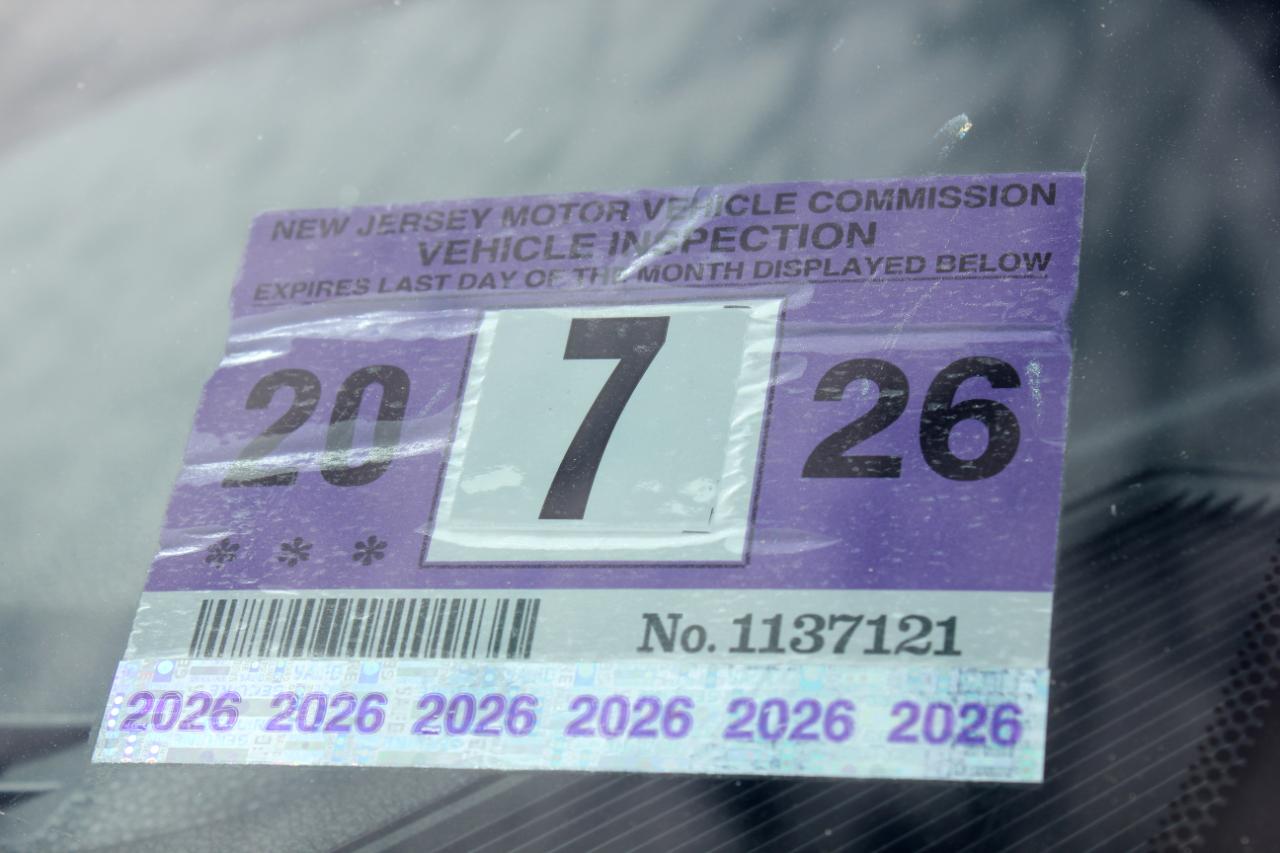 NEW JERSEY MOTOR VEHICLE COMMISSION
VEHICLE INSPECTION
EXPIRES LAST DAY OF THE MONTH DISPLAYED BELOW
20 7 26
* * *
No. 1137121
2026 2026 2026 2026 2026 2026